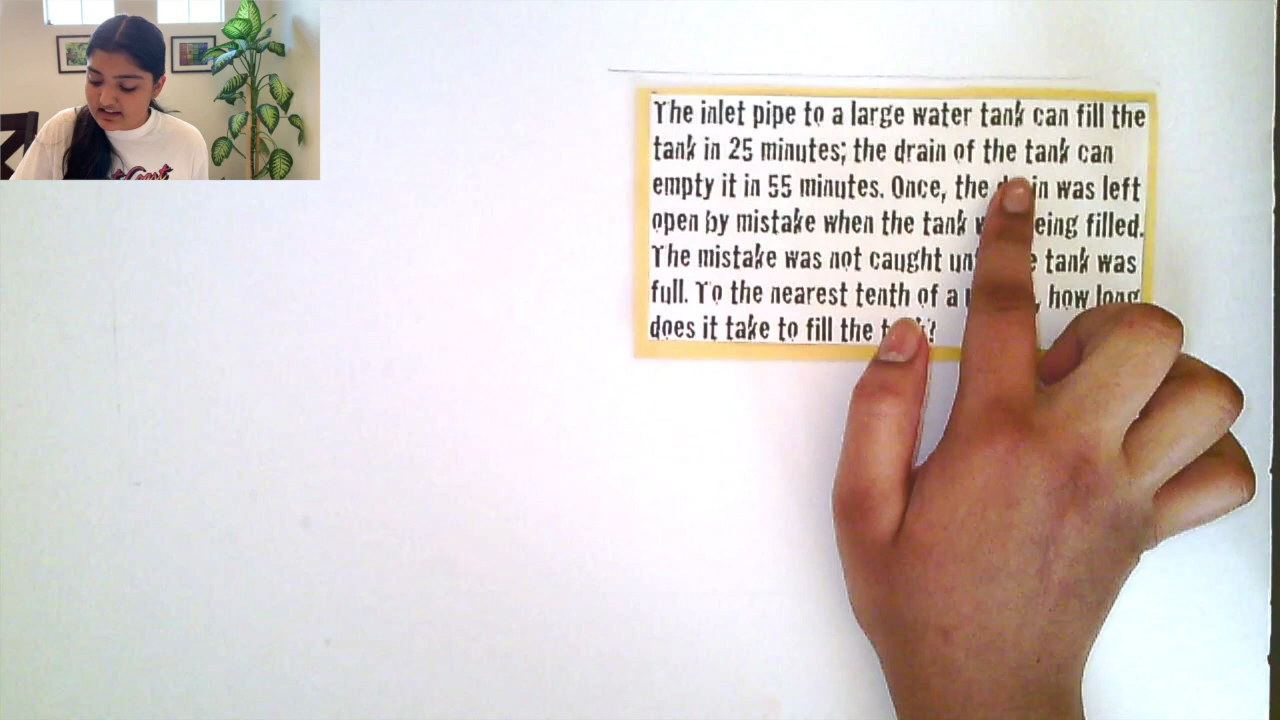 The inlet pipe to a large water tank can fill the
tank in 25 minutes; the drain of the tank can
empty it in 55 minutes. Once, the drain was left
open by mistake when the tank being filled.
The mistake was not caught tank was
full. To the nearest tenth of a how long
does it take to fill the